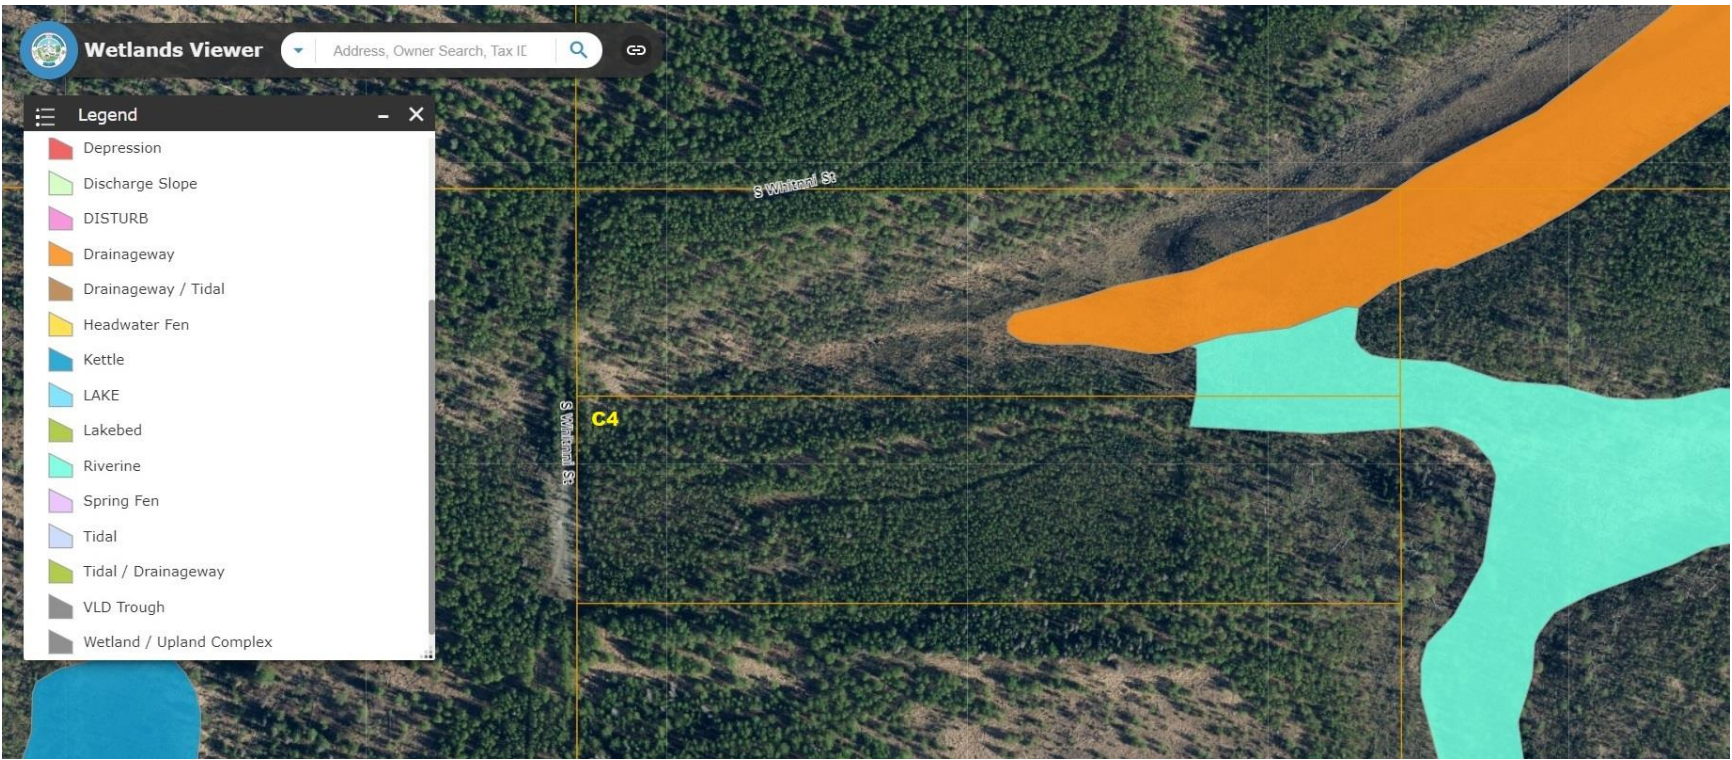 Wetlands Viewer
Address, Owner Search, Tax ID
Legend
Depression
Discharge Slope
DISTURB
Drainageway
Drainageway / Tidal
Headwater Fen
Kettle
LAKE
Lakebed
Riverine
Spring Fen
Tidal
Tidal / Drainageway
VLD Trough
Wetland / Upland Complex
S Whitnni St
S Whitnni St
C4